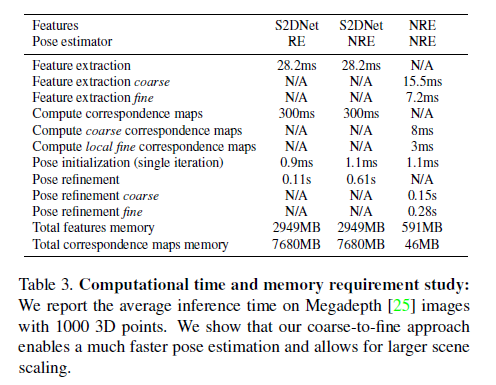 Features S2DNet S2DNet NRE
Pose estimator RE NRE NRE
Feature extraction 28.2ms 28.2ms N/A
Feature extraction coarse N/A N/A 15.5ms
Feature extraction fine N/A N/A 7.2ms
Compute correspondence maps 300ms 300ms N/A
Compute coarse correspondence maps N/A N/A 8ms
Compute local fine correspondence maps N/A N/A 3ms
Pose initialization (single iteration) 0.9ms 1.1ms 1.1ms
Pose refinement 0.11s 0.61s N/A
Pose refinement coarse N/A N/A 0.15s
Pose refinement fine N/A N/A 0.28s
Total features memory 2949MB 2949MB 591MB
Total correspondence maps memory 7680MB 7680MB 46MB
Table 3. Computational time and memory requirement study:
We report the average inference time on Megadepth [25] images
with 1000 3D points. We show that our coarse-to-fine approach
enables a much faster pose estimation and allows for larger scene
scaling.